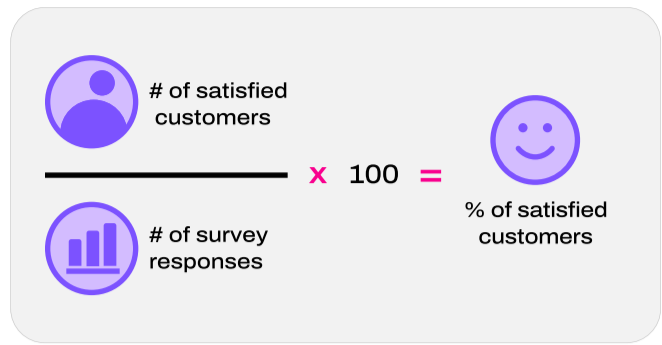 # of satisfied
customers
# of survey
responses
x 100 =
% of satisfied
customers